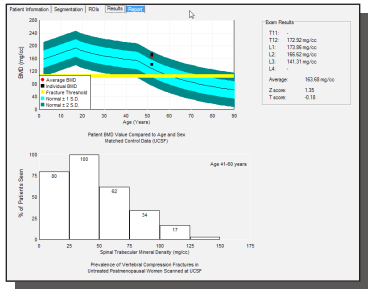 Patient Information Segmentation ROIs Results Report
Exam Results
T11: -
T12: 172.92 mg/cc
L1: 173.86 mg/cc
L2: 166.62 mg/cc
L3: 141.31 mg/cc
L4: -
Average: 163.68 mg/cc
Z score: 1.35
T score: -0.18
BMD (mg/cc)
280
240
200
160
120
80
40
0
Average BMD
Individual BMD
Fracture Threshold
Normal ± 1 S.D.
Normal ± 2 S.D.
0 10 20 30 40 50 60 70 80 90
Age (Years)
Patient BMD Value Compared to Age and Sex
Matched Control Data (UCSF)
% of Patients Seen
100
75
50
25
0
Age 41-80 years
80
100
62
34
17
0 25 50 75 100 125 150 175
Spinal Trabecular Mineral Density (mg/cc)
Prevalence of Vertebral Compression Fractures in
Untreated Postmenopausal Women Scanned at UCSF